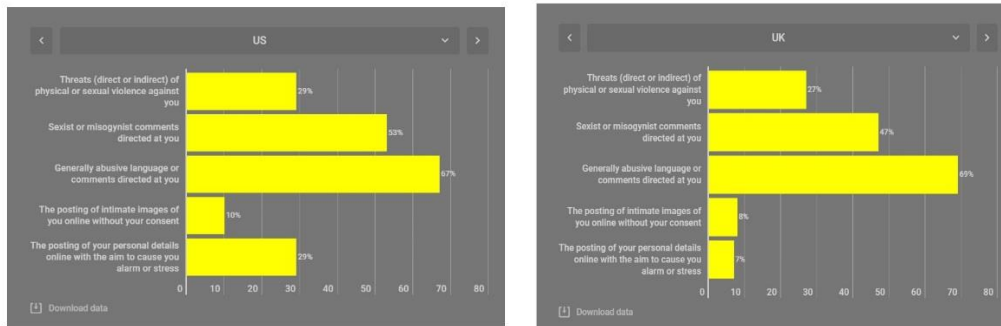 US
Threats (direct or indirect) of
physical or sexual violence against
you
29%
Sexist or misogynist comments
directed at you
53%
Generally abusive language or
comments directed at you
67%
The posting of intimate images of
you online without your consent
10%
The posting of your personal details
online with the aim to cause you
alarm or stress
29%
0 10 20 30 40 50 60 70 80
Download data
UK
Threats (direct or indirect) of
physical or sexual violence against
you
27%
Sexist or misogynist comments
directed at you
47%
Generally abusive language or
comments directed at you
69%
The posting of intimate images of
you online without your consent
8%
The posting of your personal details
online with the aim to cause you
alarm or stress
7%
0 10 20 30 40 50 60 70 80
Download data